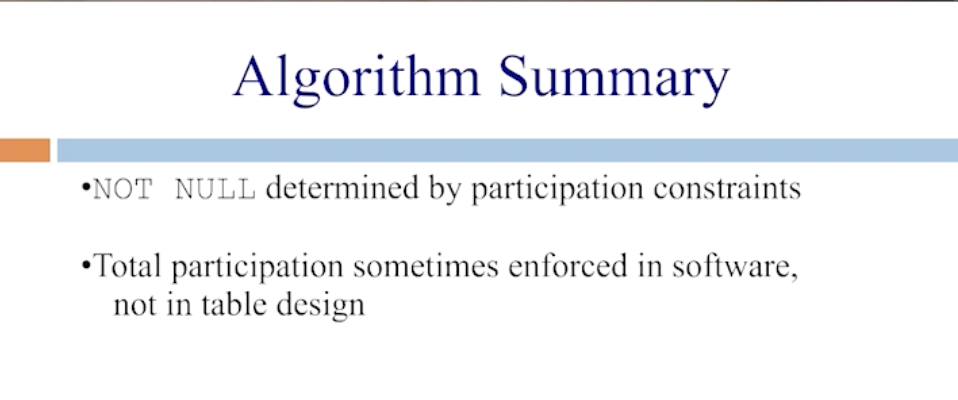 Algorithm Summary
•NOT NULL determined by participation constraints
•Total participation sometimes enforced in software,
not in table design